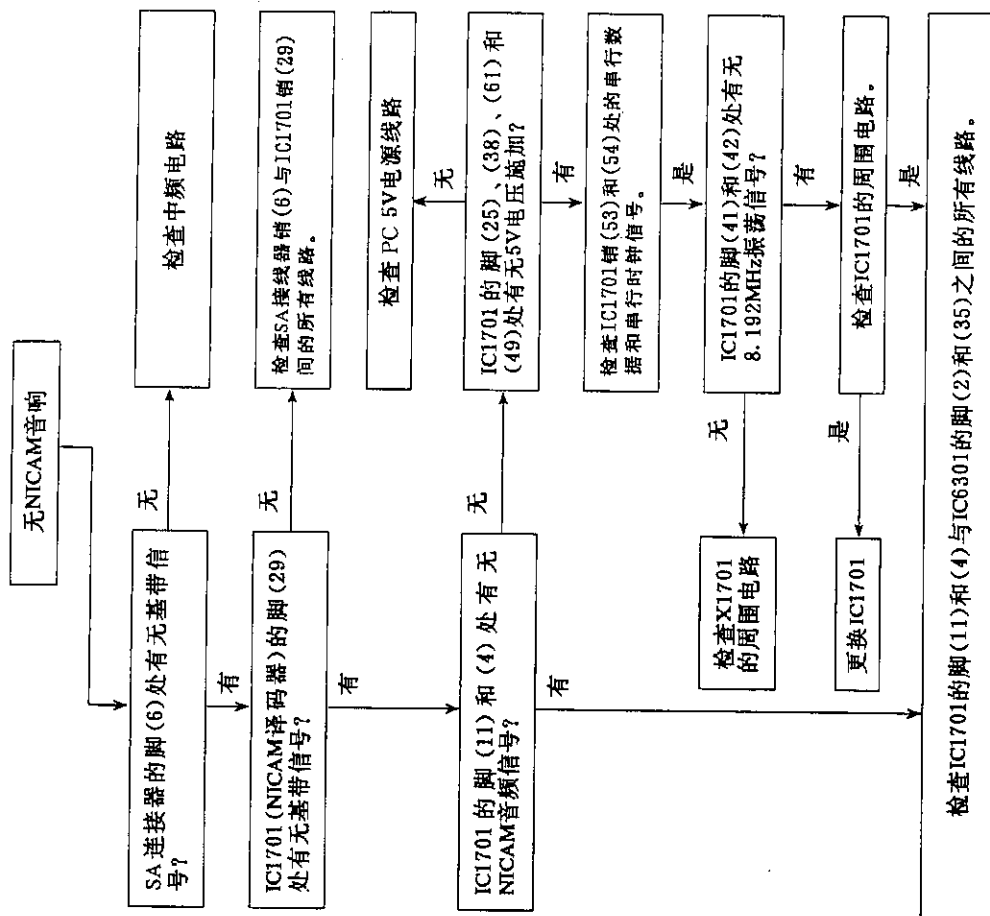 无NICAM音响
SA连接器的脚(6)处有无基带信
号？
无
检查中频电路
有
IC1701(NICAM译码器)的脚(29)
处有无基带信号？
无
检查SA接线器销(6)与IC1701销(29)
间的所有线路。
有
IC1701的脚(11)和(4)处有无
NICAM音频信号？
无
IC1701的脚(25)、(38)、(61)和
(49)处有无5V电压施加？
无
检查PC 5V电源线路
有
检查IC1701销(53)和(54)处的串行数
据和串行时钟信号。
是
IC1701的脚(41)和(42)处有无
8.192MHz振荡信号？
无
检查X1701
的周围电路
有
检查IC1701的周围电路。
是
更换IC1701
是
有
检查IC1701的脚(11)和(4)与IC6301的脚(2)和(35)之间的所有线路。